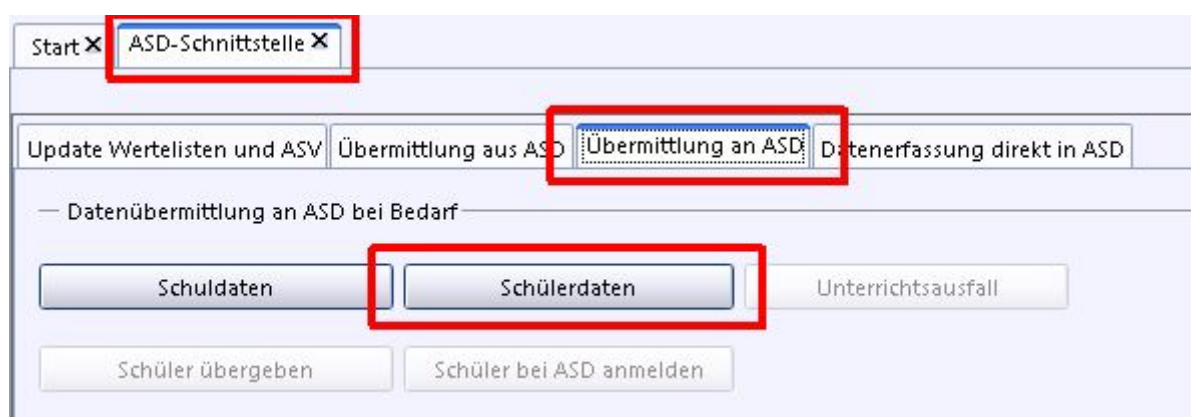 Start X ASD-Schnittstelle X
Update Wertelisten und ASV Übermittlung aus ASD Übermittlung an ASD Datenerfassung direkt in ASD
Datenübermittlung an ASD bei Bedarf
Schuldaten Schülerdaten Unterrichtsausfall
Schüler übergeben Schüler bei ASD anmelden